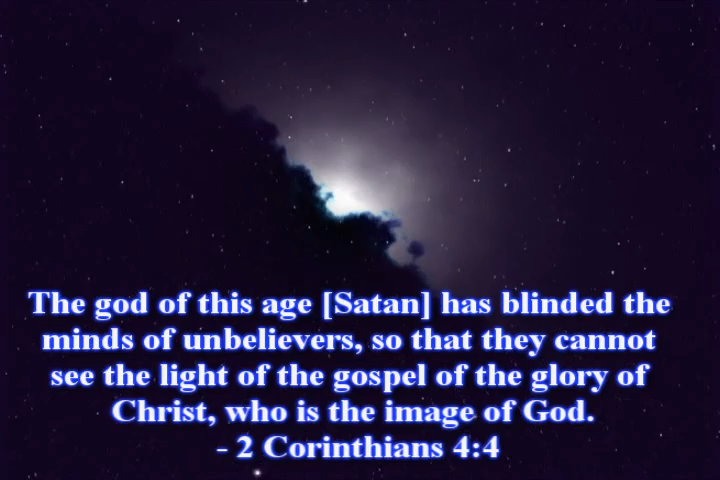 The god of this age [Satan] has blinded the
minds of unbelievers, so that they cannot
see the light of the gospel of the glory of
Christ, who is the image of God.
- 2 Corinthians 4:4